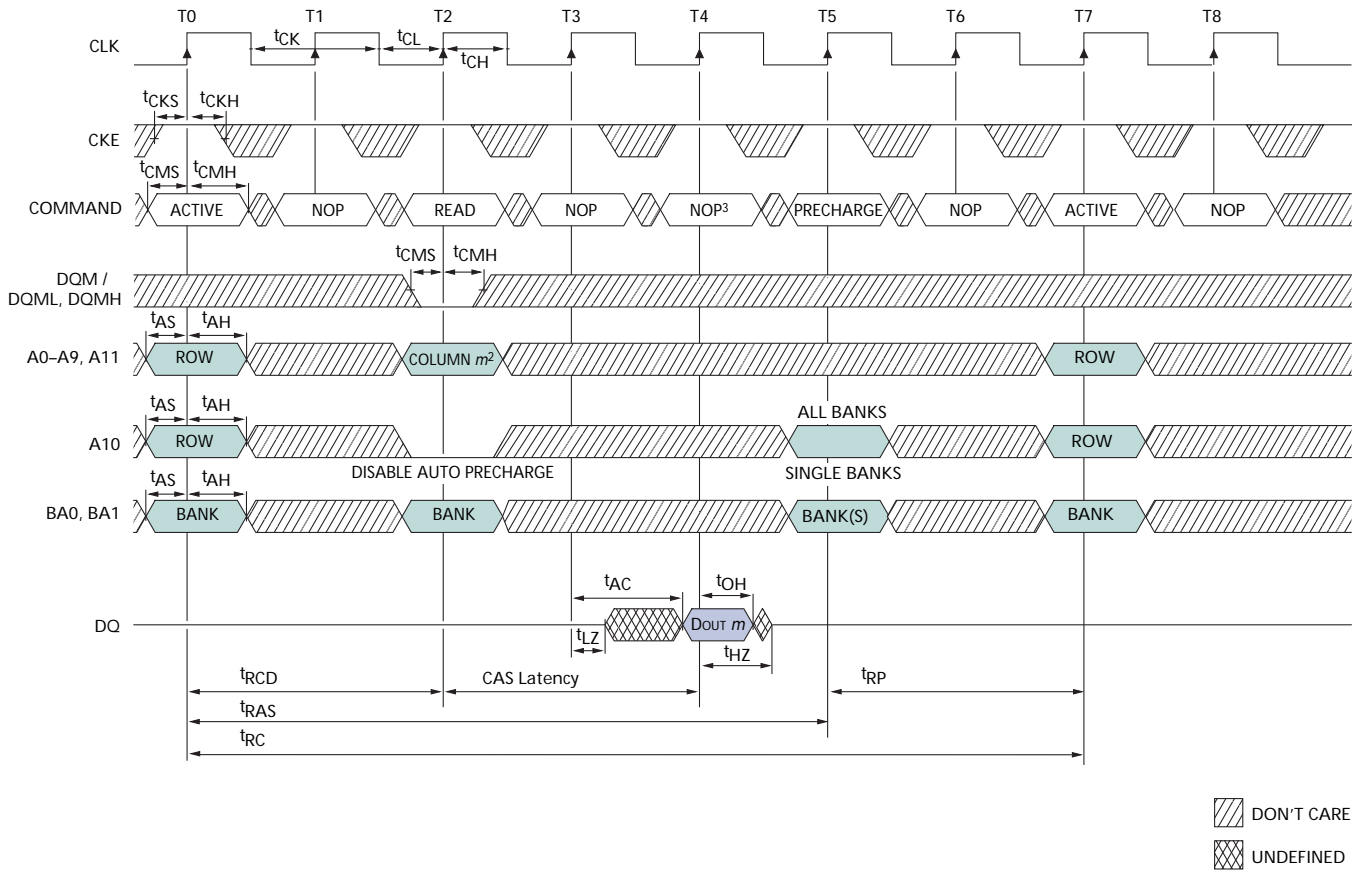 T0 T1 T2 T3 T4 T5 T6 T7 T8
CLK
tCK tCL
tCH
tCKS tCKH
CKE
tCMS tCMH
COMMAND ACTIVE NOP READ NOP NOP3 PRECHARGE NOP ACTIVE NOP
tCMS tCMH
DQM /
DQML, DQMH
tAS tAH
A0–A9, A11 ROW COLUMN m2 ROW
tAS tAH ALL BANKS
A10 ROW ROW
DISABLE AUTO PRECHARGE SINGLE BANKS
tAS tAH
BA0, BA1 BANK BANK BANK(S) BANK
tAC tOH
DQ DOUT m
tLZ tHZ
tRCD CAS Latency tRP
tRAS
tRC
DON'T CARE
UNDEFINED